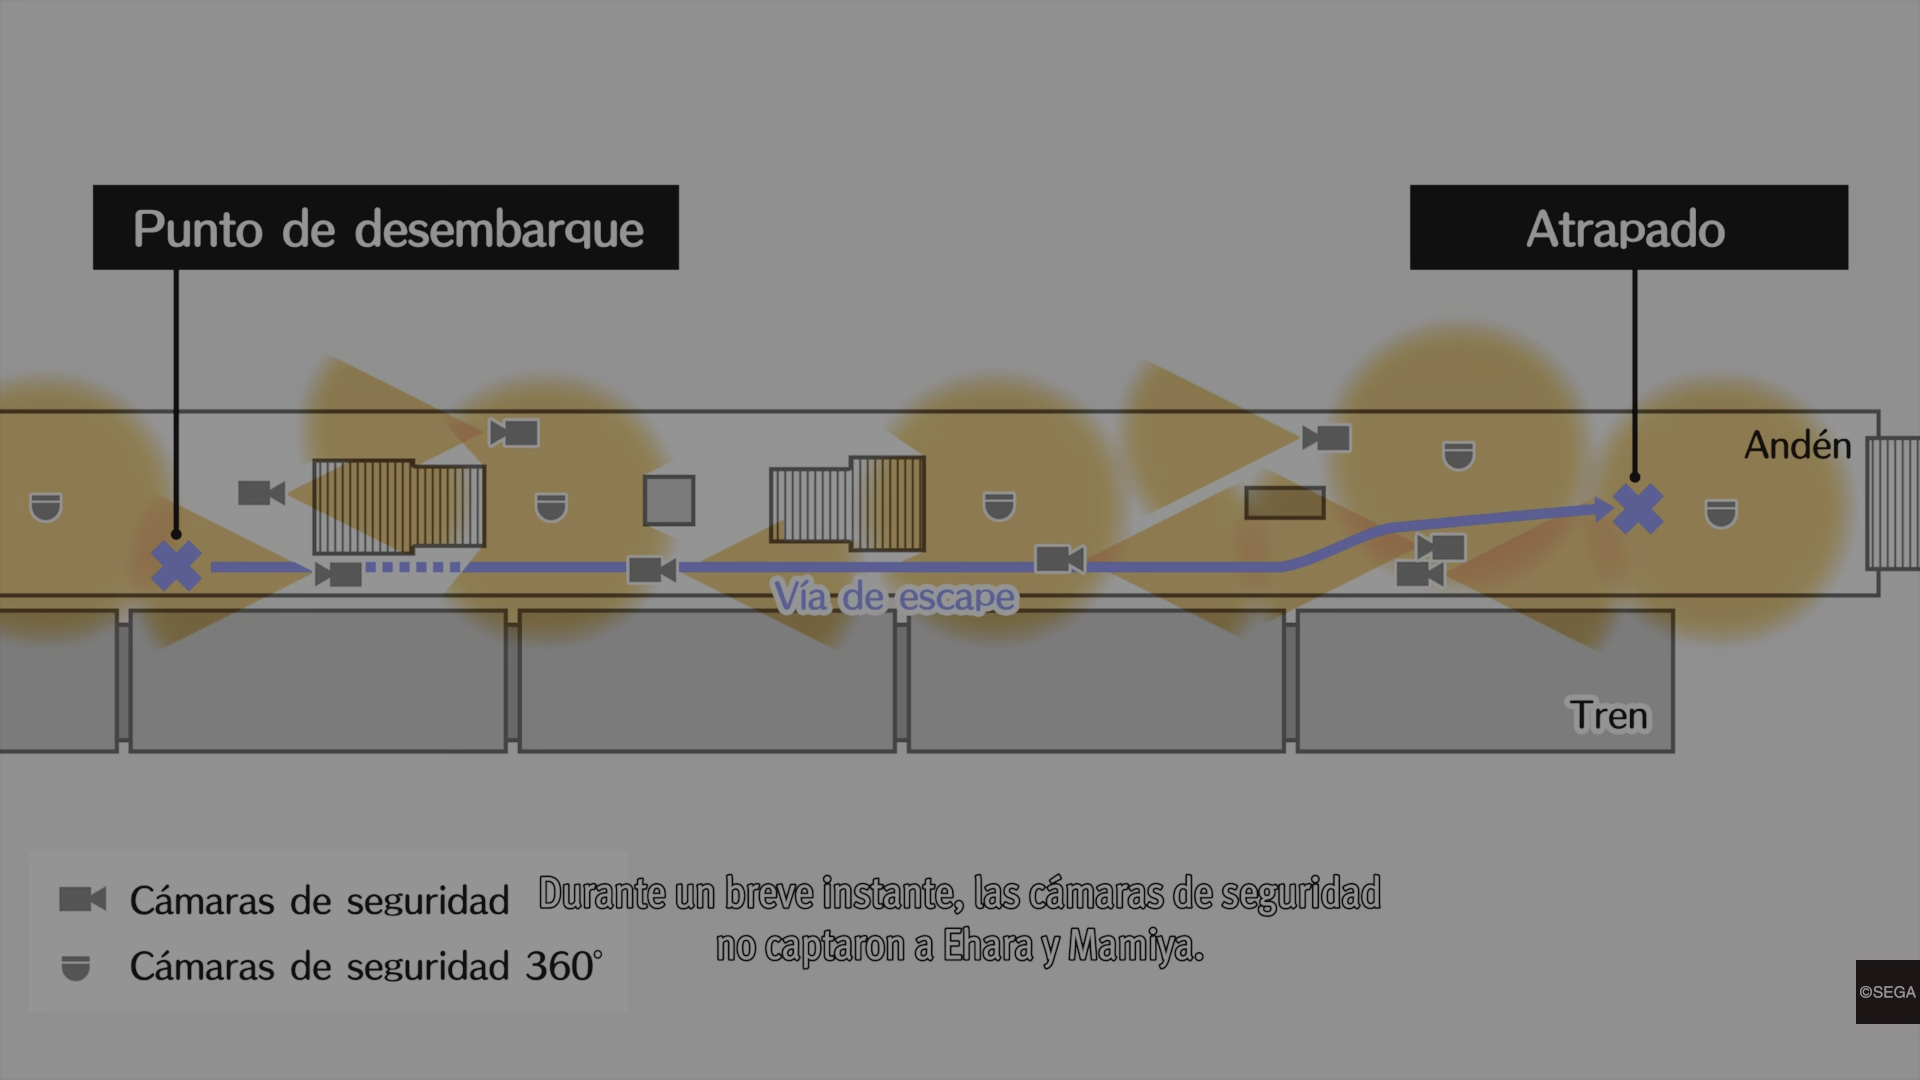 Punto de desembarque
Atrapado
Andén
Vía de escape
Tren
Cámaras de seguridad
Cámaras de seguridad 360°
Durante un breve instante, las cámaras de seguridad
no captaron a Ehara y Mamiya.
©SEGA